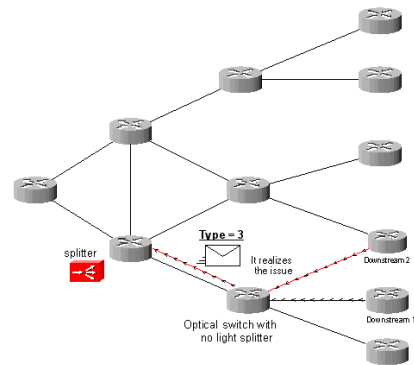 Type = 3
splitter
It realizes
the issue
Downstream 2
Optical switch with
no light splitter
Downstream 1